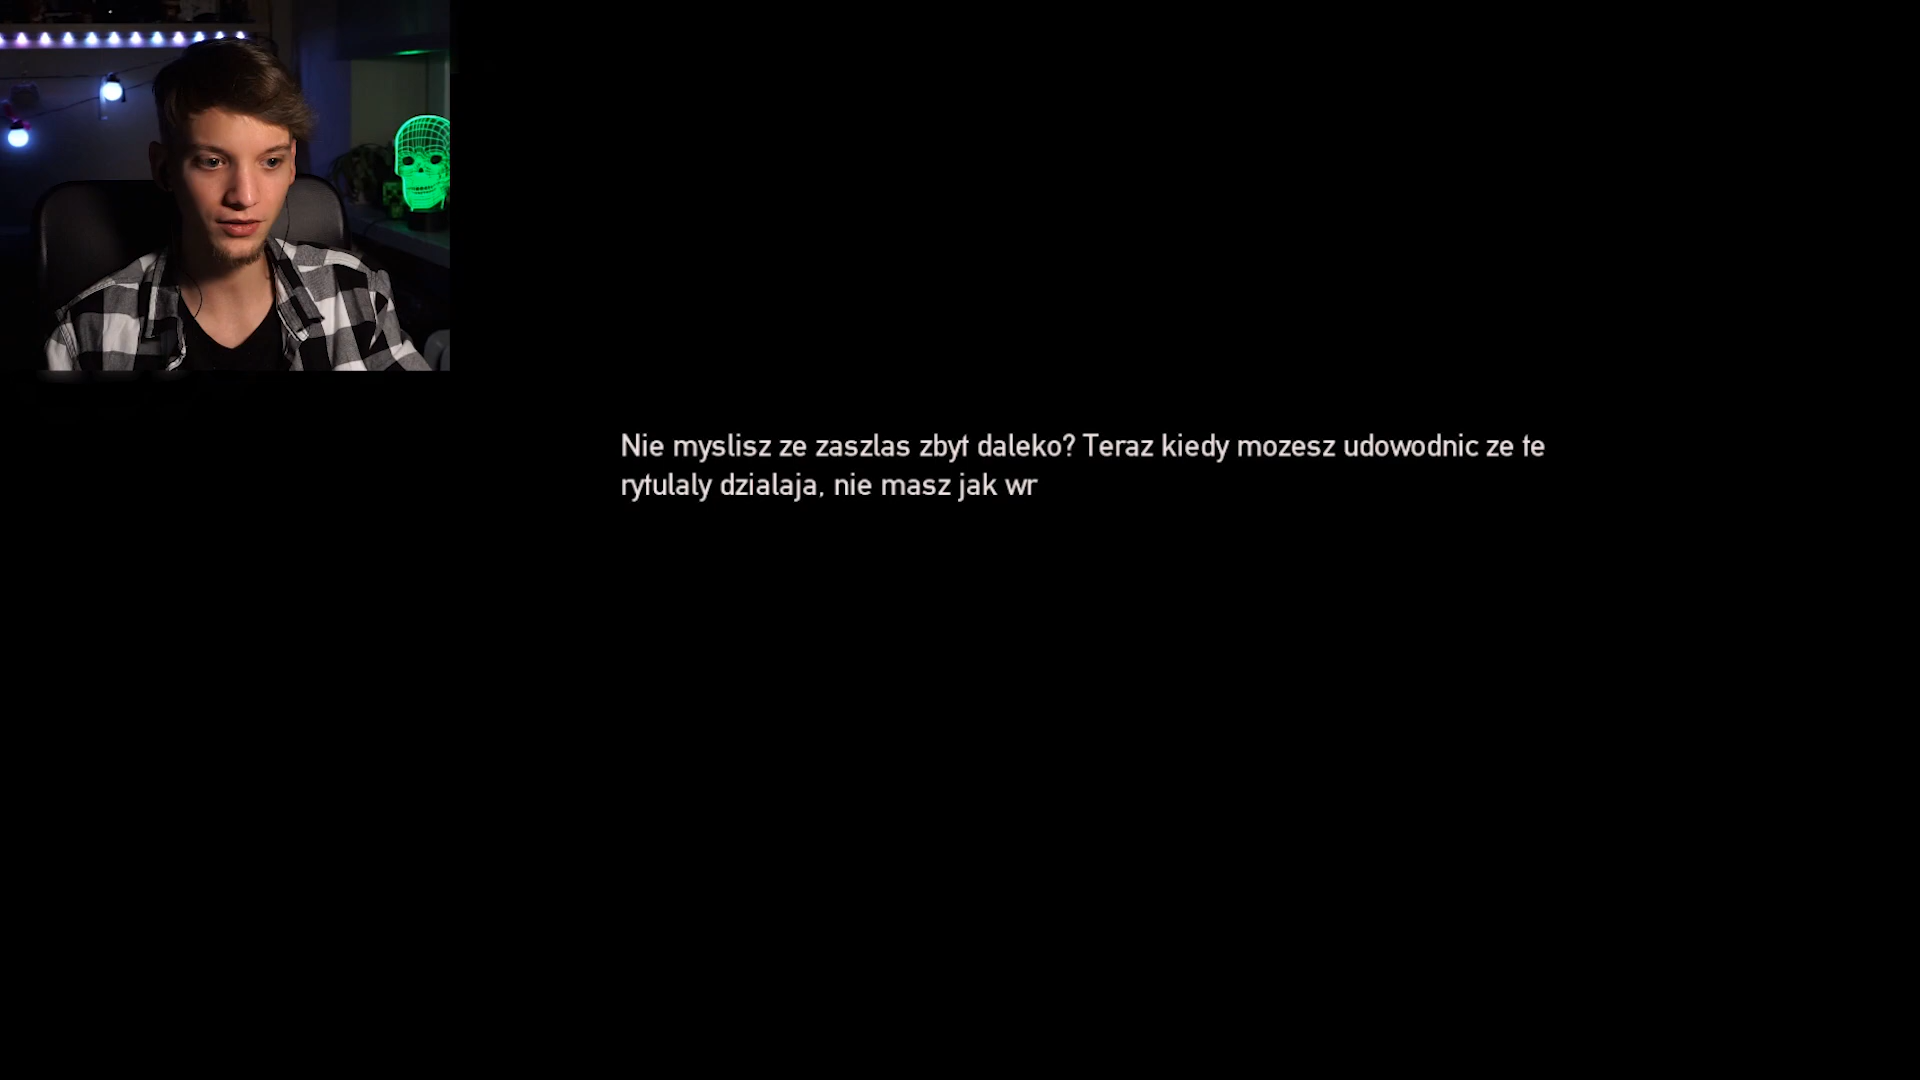 Nie myslisz ze zaszlas zbyt daleko? Teraz kiedy mozesz udowodnic ze te
rytulaly dzialaja, nie masz jak wr